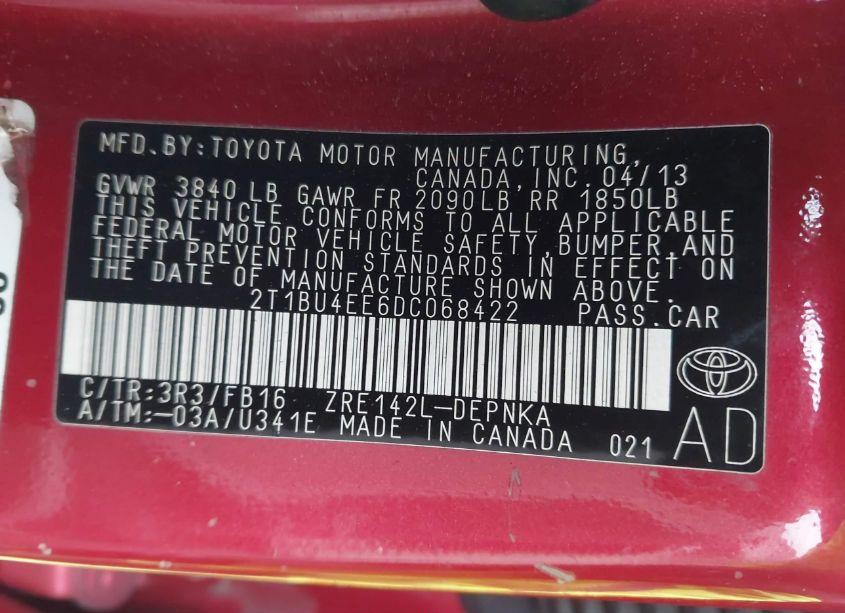 MFD. BY: TOYOTA MOTOR MANUFACTURING,
CANADA, INC. 04/13
GVWR 3840 LB GAWR FR 2090LB RR 1850LB
THIS VEHICLE CONFORMS TO ALL APPLICABLE
FEDERAL MOTOR VEHICLE SAFETY, BUMPER, AND
THEFT PREVENTION STANDARDS IN EFFECT ON
THE DATE OF MANUFACTURE SHOWN ABOVE.
2T1BU4EE6DC068422 PASS. CAR
C/TR: 3R3/FB16 ZRE142L-DEPNKA
A/TM: -03A/U341E MADE IN CANADA 021
AD